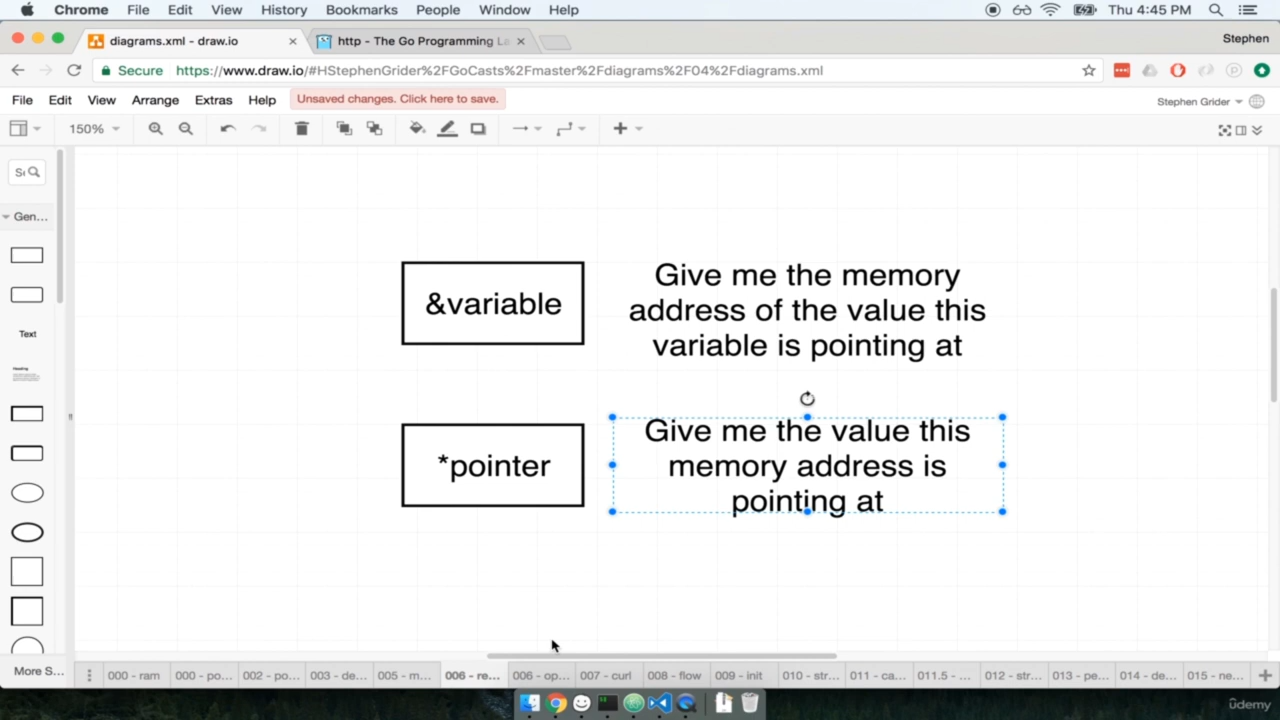 Chrome File Edit View History Bookmarks People Window Help Thu 4:45 PM
diagrams.xml - draw.io × http - The Go Programming La × Stephen
Secure https://www.draw.io/#HStephenGrider%2FGoCasts%2Fmaster%2Fdiagrams%2F04%2Fdiagrams.xml
File Edit View Arrange Extras Help Unsaved changes. Click here to save. Stephen Grider
150%
Gen...
Text
Heading
&variable
Give me the memory
address of the value this
variable is pointing at
*pointer
Give me the value this
memory address is
pointing at
More S...
000 - ram 000 - po... 002 - po... 003 - de... 005 - m... 006 - re... 006 - op... 007 - curl 008 - flow 009 - init 010 - str... 011 - ca... 011.5 - ... 012 - str... 013 - pe... 014 - de... 015 - ne...
ûdemy